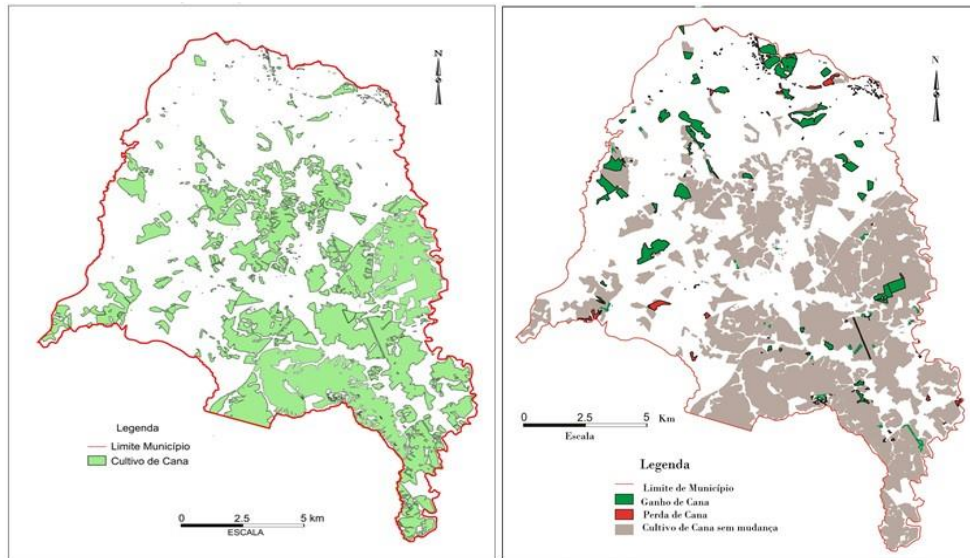 N
Legenda
Limite Município
Cultivo de Cana
0 2.5 5 km
ESCALA
N
0 2.5 5 Km
Escala
Legenda
Limite de Município
Ganho de Cana
Perda de Cana
Cultivo de Cana sem mudança